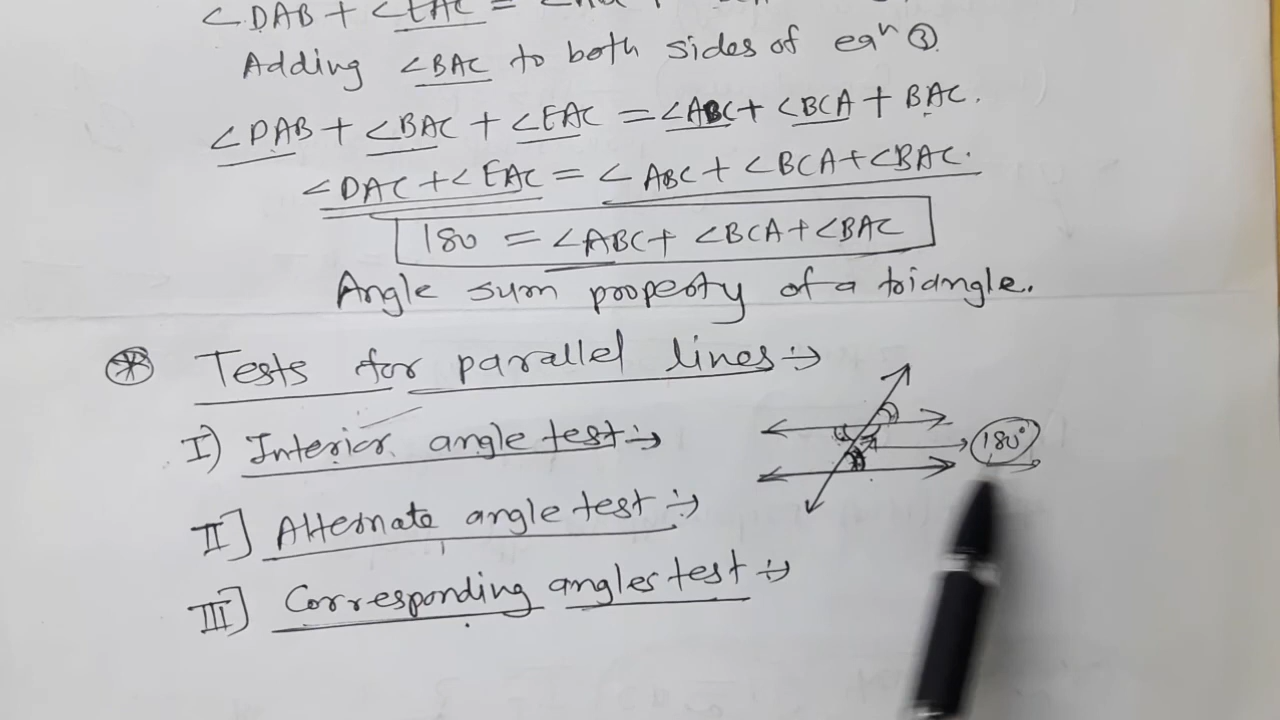 ∠DAB + ∠EAC =
Adding ∠BAC to both sides of eqⁿ ③
∠DAB + ∠BAC + ∠EAC = ∠ABC + ∠BCA + BAC.
∠DAC + ∠EAC = ∠ABC + ∠BCA + ∠BAC.
180 = ∠ABC + ∠BCA + ∠BAC
Angle sum property of a triangle.
Tests for parallel lines :→
I) Interior angle test :→
180°
II] Alternate angle test :→
III] Corresponding angles test :→